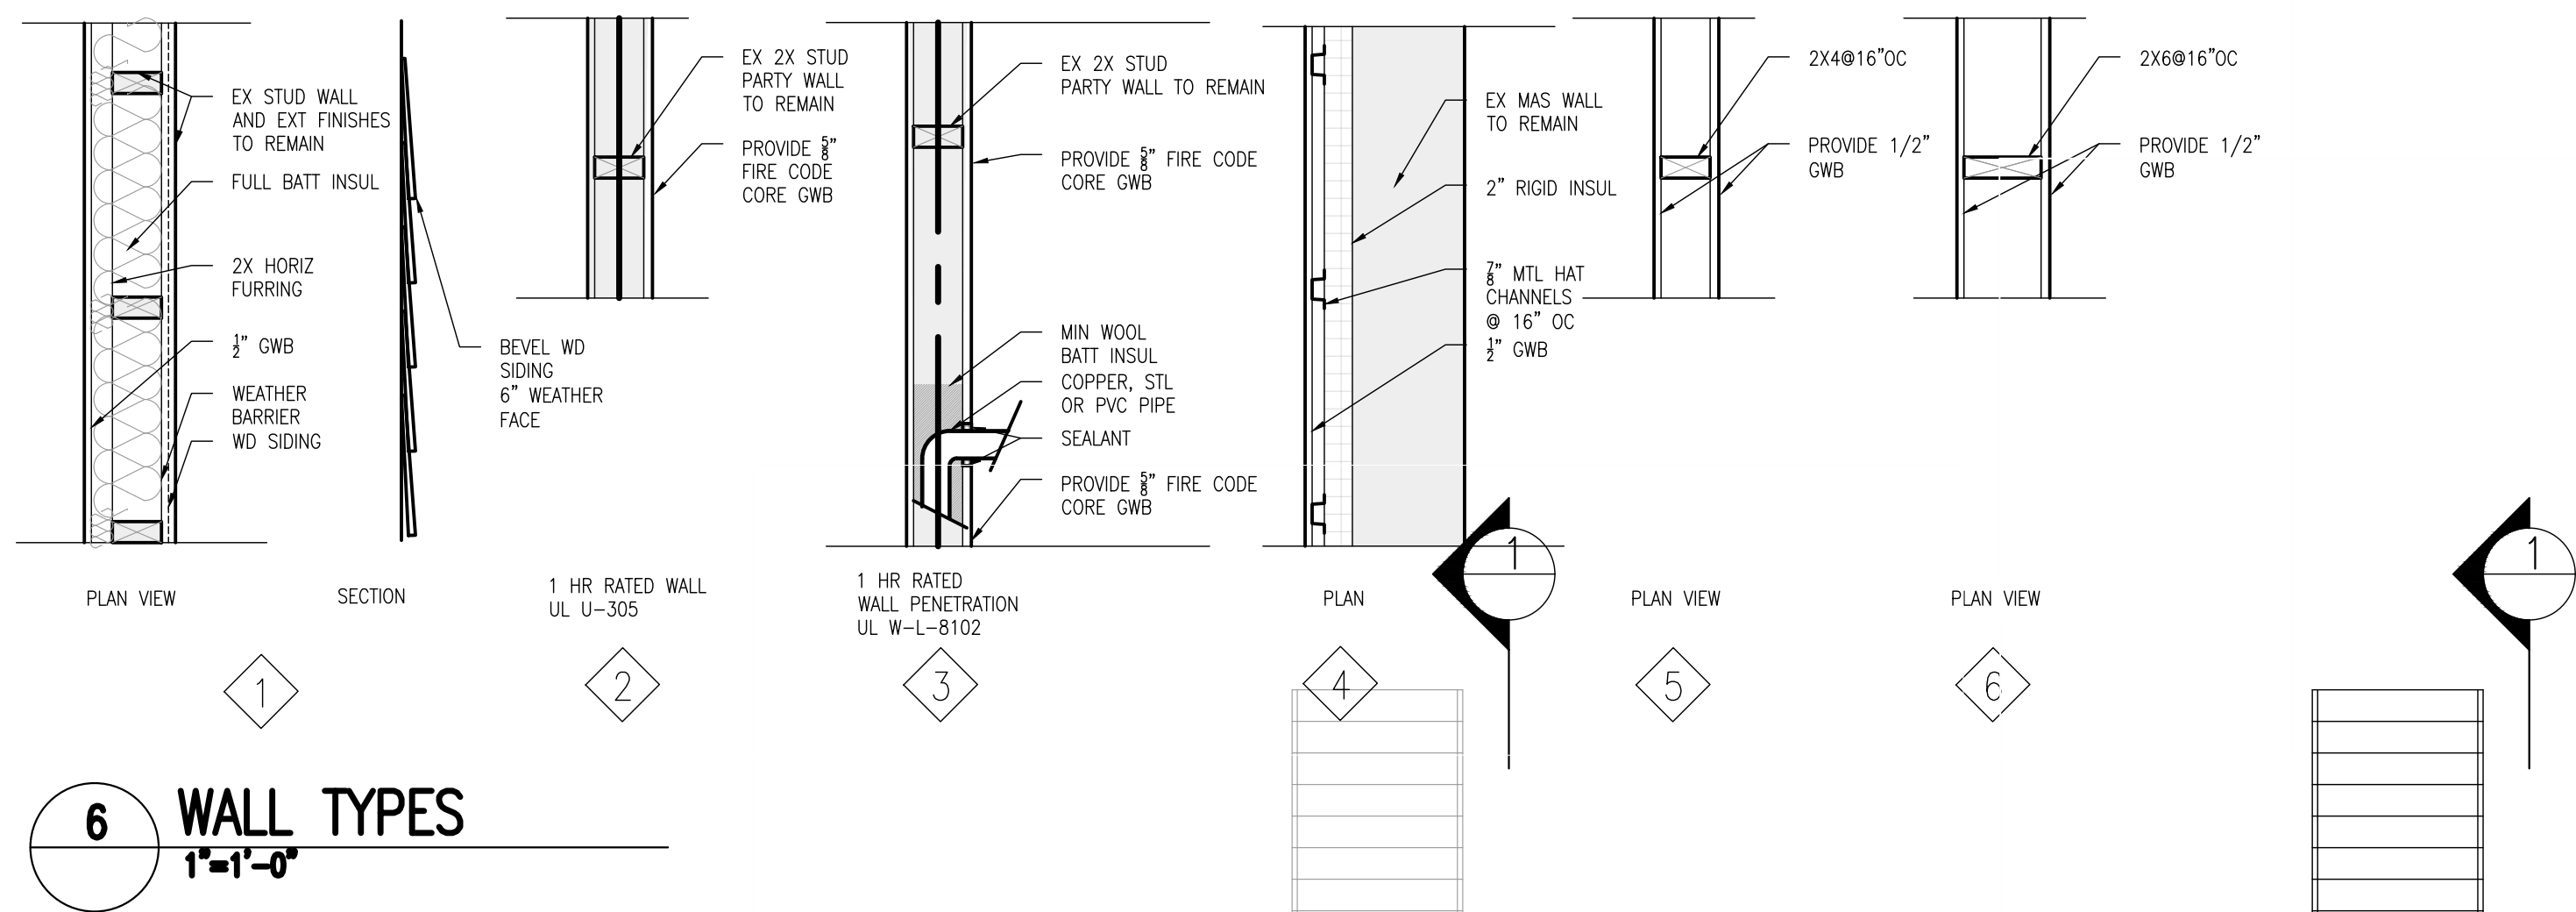 EX STUD WALL
AND EXT FINISHES
TO REMAIN
FULL BATT INSUL
2X HORIZ
FURRING
1/2" GWB
WEATHER
BARRIER
WD SIDING
BEVEL WD
SIDING
6" WEATHER
FACE
PLAN VIEW
SECTION
1
EX 2X STUD
PARTY WALL
TO REMAIN
PROVIDE 5/8"
FIRE CODE
CORE GWB
1 HR RATED WALL
UL U-305
2
EX 2X STUD
PARTY WALL TO REMAIN
PROVIDE 5/8" FIRE CODE
CORE GWB
MIN WOOL
BATT INSUL
COPPER, STL
OR PVC PIPE
SEALANT
PROVIDE 5/8" FIRE CODE
CORE GWB
1 HR RATED
WALL PENETRATION
UL W-L-8102
3
EX MAS WALL
TO REMAIN
2" RIGID INSUL
7/8" MTL HAT
CHANNELS
@ 16" OC
1/2" GWB
PLAN
4
1
2X4@16"OC
PROVIDE 1/2"
GWB
PLAN VIEW
5
2X6@16"OC
PROVIDE 1/2"
GWB
PLAN VIEW
6
1
6
WALL TYPES
1"=1'-0"